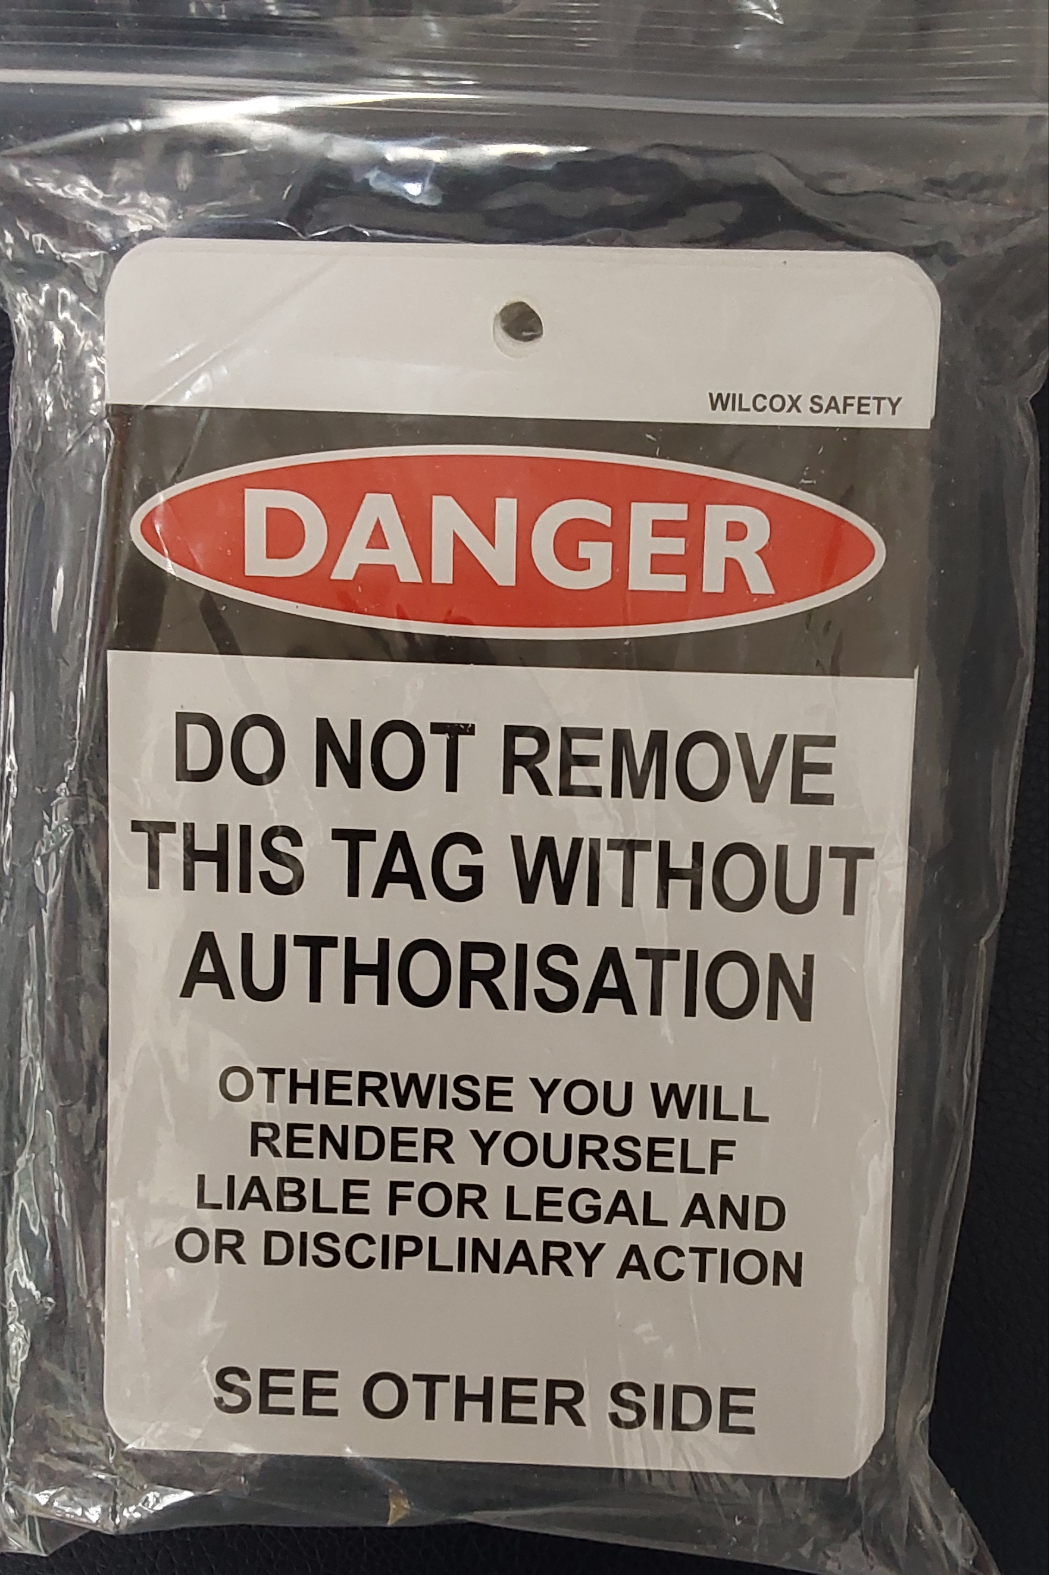 WILCOX SAFETY
DANGER
DO NOT REMOVE
THIS TAG WITHOUT
AUTHORISATION
OTHERWISE YOU WILL
RENDER YOURSELF
LIABLE FOR LEGAL AND
OR DISCIPLINARY ACTION
SEE OTHER SIDE